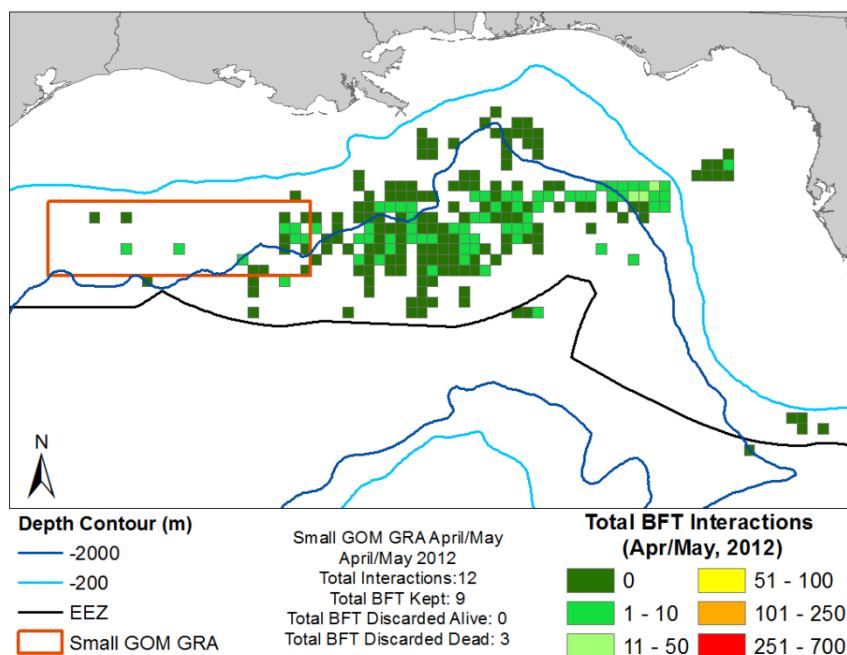 N
Depth Contour (m)
-2000
-200
EEZ
Small GOM GRA
Small GOM GRA April/May
April/May 2012
Total Interactions:12
Total BFT Kept: 9
Total BFT Discarded Alive: 0
Total BFT Discarded Dead: 3
Total BFT Interactions
(Apr/May, 2012)
0
1 - 10
11 - 50
51 - 100
101 - 250
251 - 700